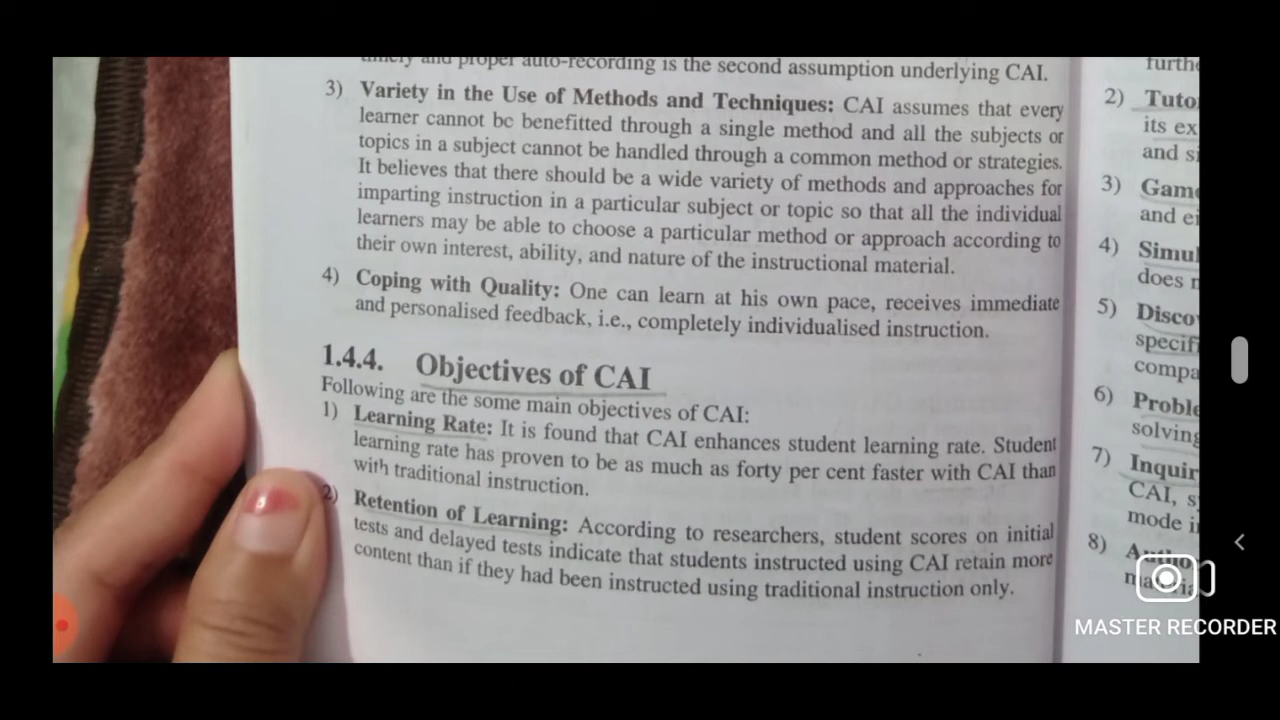 timely and proper auto-recording is the second assumption underlying CAI.
3) Variety in the Use of Methods and Techniques: CAI assumes that every
learner cannot be benefitted through a single method and all the subjects or
topics in a subject cannot be handled through a common method or strategies.
It believes that there should be a wide variety of methods and approaches for
imparting instruction in a particular subject or topic so that all the individual
learners may be able to choose a particular method or approach according to
their own interest, ability, and nature of the instructional material.
4) Coping with Quality: One can learn at his own pace, receives immediate
and personalised feedback, i.e., completely individualised instruction.
1.4.4. Objectives of CAI
Following are the some main objectives of CAI:
1) Learning Rate: It is found that CAI enhances student learning rate. Student
learning rate has proven to be as much as forty per cent faster with CAI than
with traditional instruction.
2) Retention of Learning: According to researchers, student scores on initial
tests and delayed tests indicate that students instructed using CAI retain more
content than if they had been instructed using traditional instruction only.
2)
its ex
and
3)
and
4)
does
5)
6)
solving
7)
CAI,
mode
8)
MASTER RECORDER